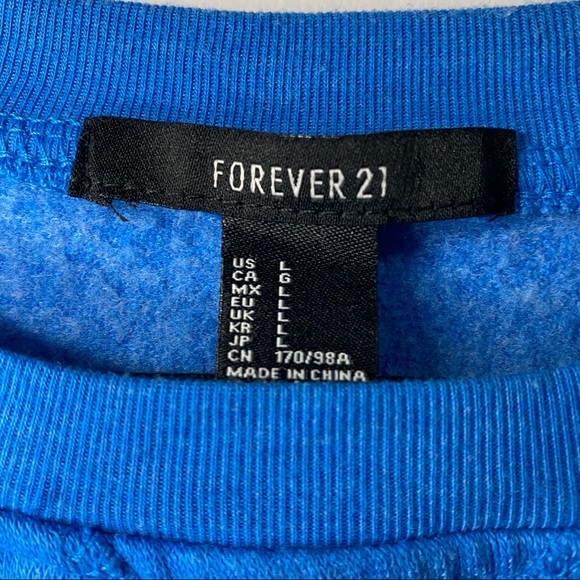 FOREVER 21
US L
CA G
MX L
EU L
UK L
KR L
JP L
CN 170/98A
MADE IN CHINA